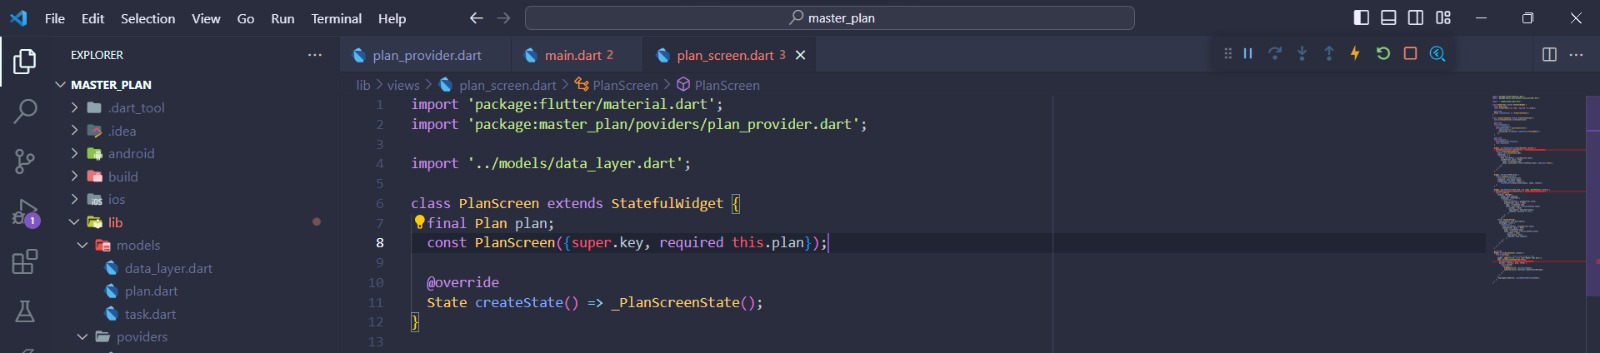 File Edit Selection View Go Run Terminal Help master_plan
EXPLORER
plan_provider.dart main.dart 2 plan_screen.dart 3
MASTER_PLAN
lib > views > plan_screen.dart > PlanScreen > PlanScreen
.dart_tool
.idea
android
build
ios
lib
models
data_layer.dart
plan.dart
task.dart
poviders
1
1 import 'package:flutter/material.dart';
2 import 'package:master_plan/poviders/plan_provider.dart';
3
4 import '../models/data_layer.dart';
5
6 class PlanScreen extends StatefulWidget {
7 final Plan plan;
8 const PlanScreen({super.key, required this.plan});
9
10 @override
11 State createState() => _PlanScreenState();
12 }
13